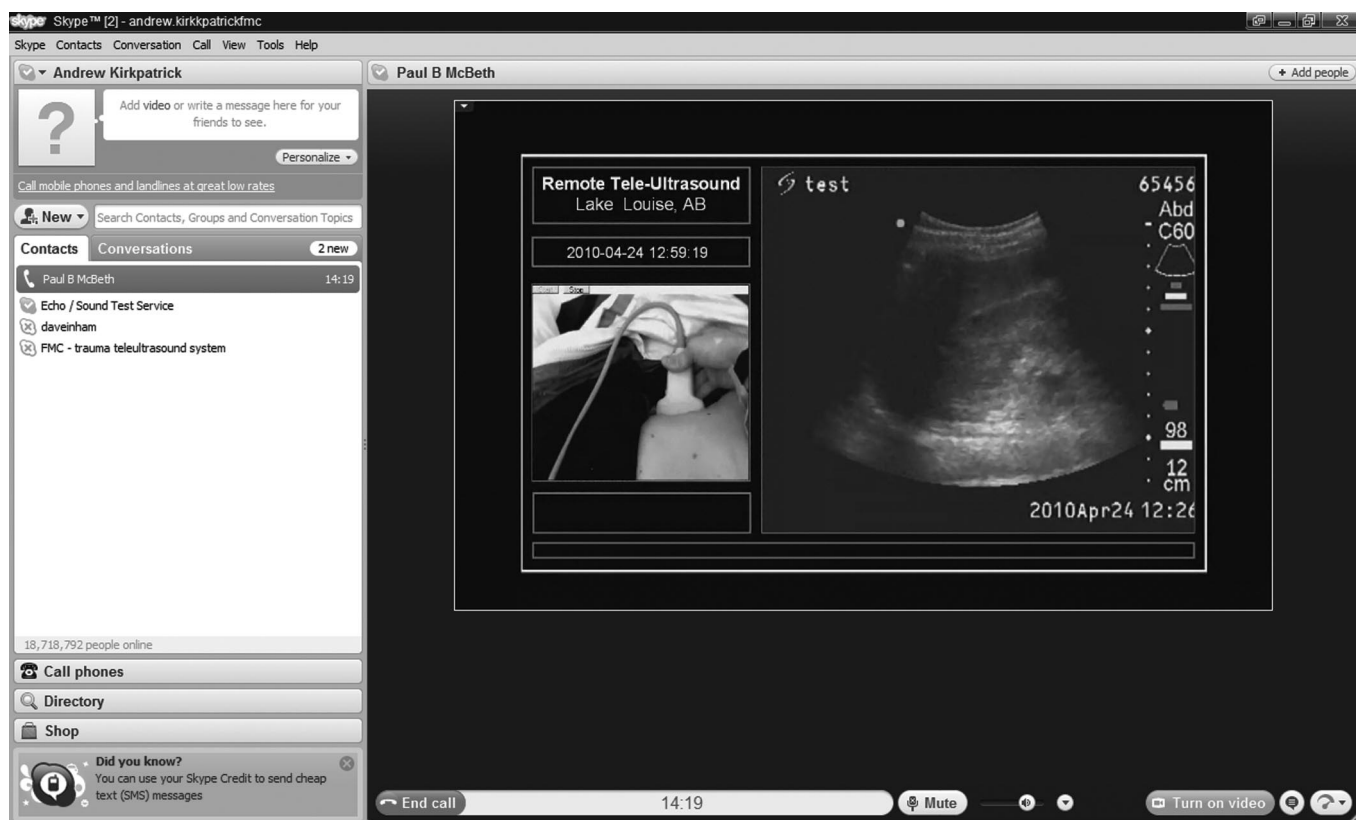 skype Skype™ [2] - andrew.kirkkpatrickfmc
Skype Contacts Conversation Call View Tools Help
Andrew Kirkpatrick
Add video or write a message here for your
friends to see.
Personalize
Call mobile phones and landlines at great low rates
New
Search Contacts, Groups and Conversation Topics
Contacts Conversations 2 new
Paul B McBeth 14:19
Echo / Sound Test Service
daveinham
FMC - trauma teleultrasound system
18,718,792 people online
Call phones
Directory
Shop
Did you know?
You can use your Skype Credit to send cheap
text (SMS) messages
Paul B McBeth
+ Add people
Remote Tele-Ultrasound
Lake Louise, AB
2010-04-24 12:59:19
Stop
test
65456
Abd
C60
98
12
cm
2010Apr24 12:26
End call
14:19
Mute
Turn on video